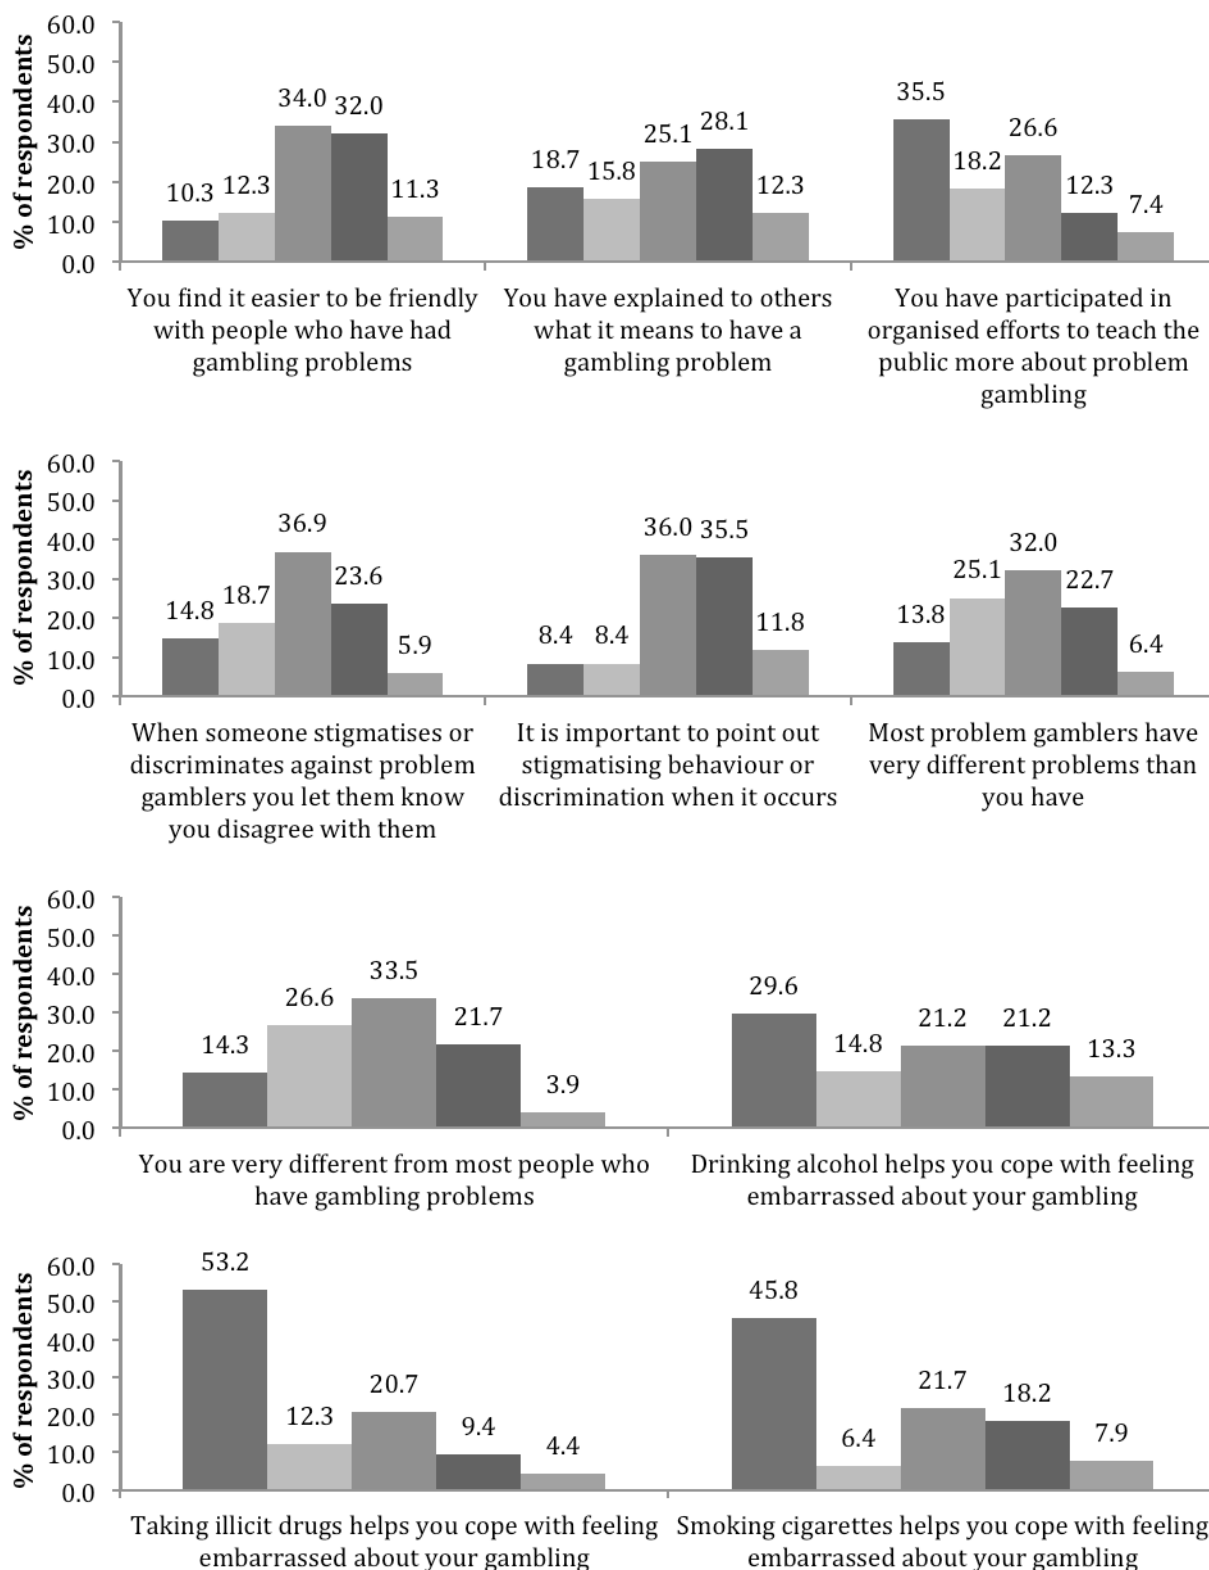 60.0
50.0
40.0
30.0
20.0
10.0
0.0
% of respondents
10.3 12.3 34.0 32.0 11.3
18.7 15.8 25.1 28.1 12.3
35.5 18.2 26.6 12.3 7.4
You find it easier to be friendly
with people who have had
gambling problems
You have explained to others
what it means to have a
gambling problem
You have participated in
organised efforts to teach the
public more about problem
gambling
60.0
50.0
40.0
30.0
20.0
10.0
0.0
% of respondents
14.8 18.7 36.9 23.6 5.9
8.4 8.4 36.0 35.5 11.8
13.8 25.1 32.0 22.7 6.4
When someone stigmatises or
discriminates against problem
gamblers you let them know
you disagree with them
It is important to point out
stigmatising behaviour or
discrimination when it occurs
Most problem gamblers have
very different problems than
you have
60.0
50.0
40.0
30.0
20.0
10.0
0.0
% of respondents
14.3 26.6 33.5 21.7 3.9
29.6 14.8 21.2 21.2 13.3
You are very different from most people who
have gambling problems
Drinking alcohol helps you cope with feeling
embarrassed about your gambling
60.0
50.0
40.0
30.0
20.0
10.0
0.0
% of respondents
53.2 12.3 20.7 9.4 4.4
45.8 6.4 21.7 18.2 7.9
Taking illicit drugs helps you cope with feeling
embarrassed about your gambling
Smoking cigarettes helps you cope with feeling
embarrassed about your gambling